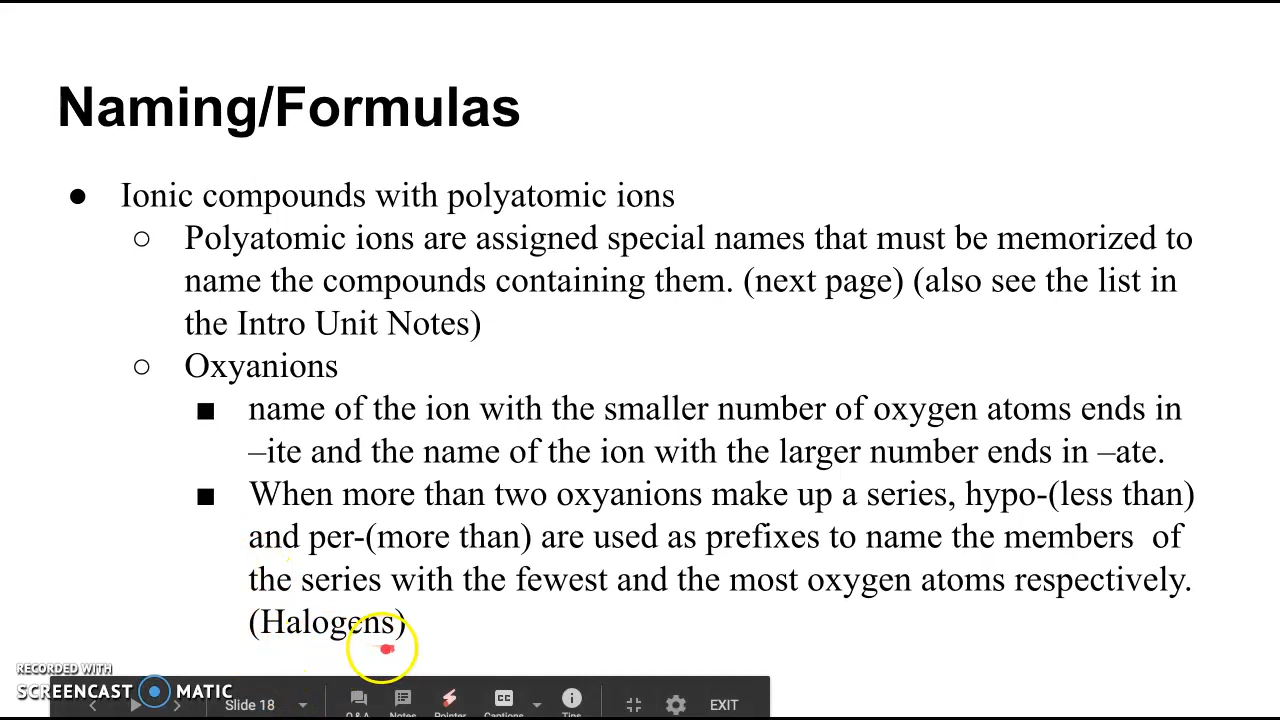 Naming/Formulas
● Ionic compounds with polyatomic ions
○ Polyatomic ions are assigned special names that must be memorized to
name the compounds containing them. (next page) (also see the list in
the Intro Unit Notes)
○ Oxyanions
■ name of the ion with the smaller number of oxygen atoms ends in
–ite and the name of the ion with the larger number ends in –ate.
■ When more than two oxyanions make up a series, hypo-(less than)
and per-(more than) are used as prefixes to name the members  of
the series with the fewest and the most oxygen atoms respectively.
(Halogens)
RECORDED WITH
SCREENCAST MATIC
Slide 18 Q & A Notes Pointer Captions Tips EXIT